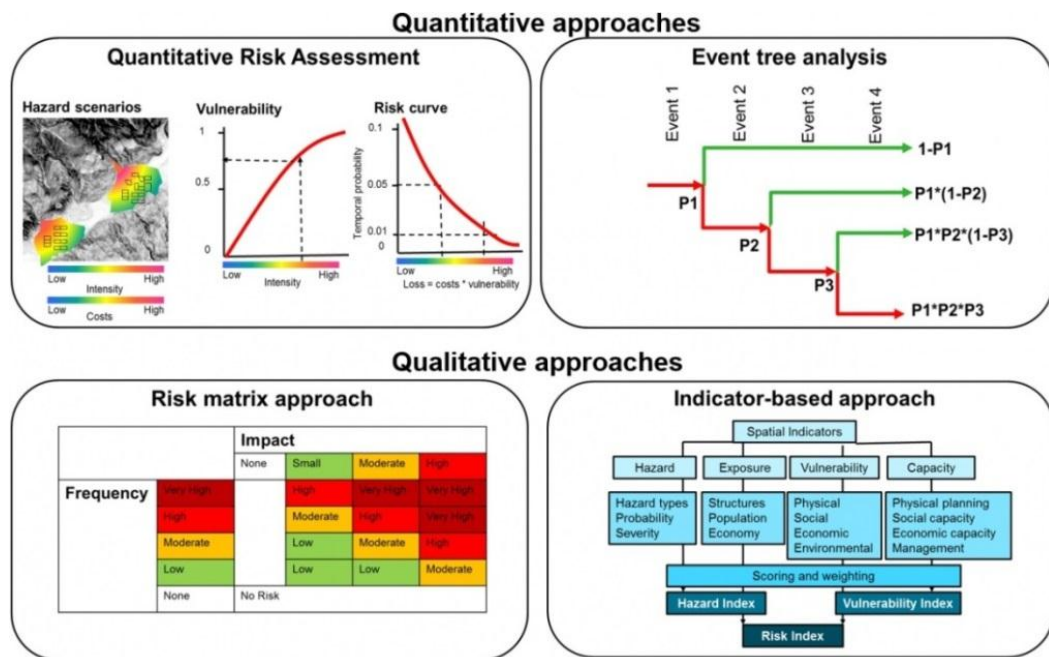 Quantitative approaches
Quantitative Risk Assessment
Hazard scenarios
Low High
Intensity
Low High
Costs
Vulnerability
1
0.5
0
Low High
Intensity
Risk curve
Temporal probability
0.1
0.05
0.01
0
Low High
Loss = costs * vulnerability
Event tree analysis
Event 1
Event 2
Event 3
Event 4
P1
P2
P3
1-P1
P1*(1-P2)
P1*P2*(1-P3)
P1*P2*P3
Qualitative approaches
Risk matrix approach
Impact
None Small Moderate High
Frequency
Very High High Very High Very High
High Moderate High Very High
Moderate Low Moderate High
Low Low Low Moderate
None No Risk
Indicator-based approach
Spatial Indicators
Hazard Exposure Vulnerability Capacity
Hazard types
Probability
Severity
Structures
Population
Economy
Physical
Social
Economic
Environmental
Physical planning
Social capacity
Economic capacity
Management
Scoring and weighting
Hazard Index Vulnerability Index
Risk Index